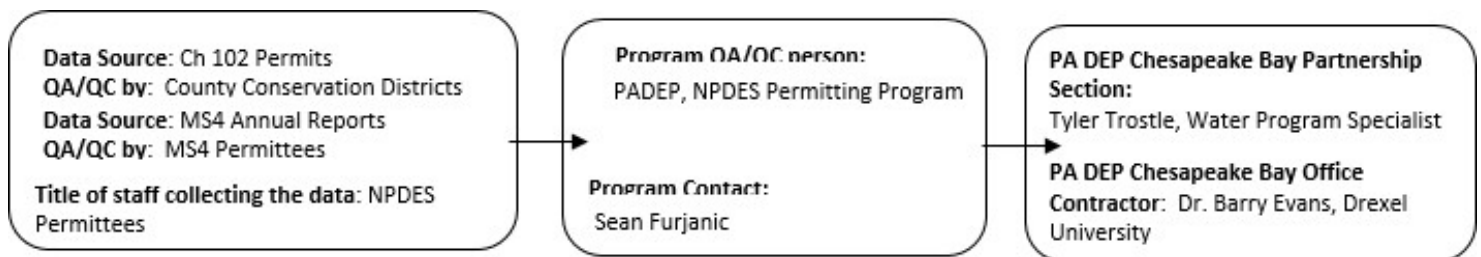 Data Source: Ch 102 Permits
QA/QC by: County Conservation Districts
Data Source: MS4 Annual Reports
QA/QC by: MS4 Permittees
Title of staff collecting the data: NPDES
Permittees
Program QA/QC person:
PADEP, NPDES Permitting Program
Program Contact:
Sean Furjanic
PA DEP Chesapeake Bay Partnership
Section:
Tyler Trostle, Water Program Specialist
PA DEP Chesapeake Bay Office
Contractor: Dr. Barry Evans, Drexel
University